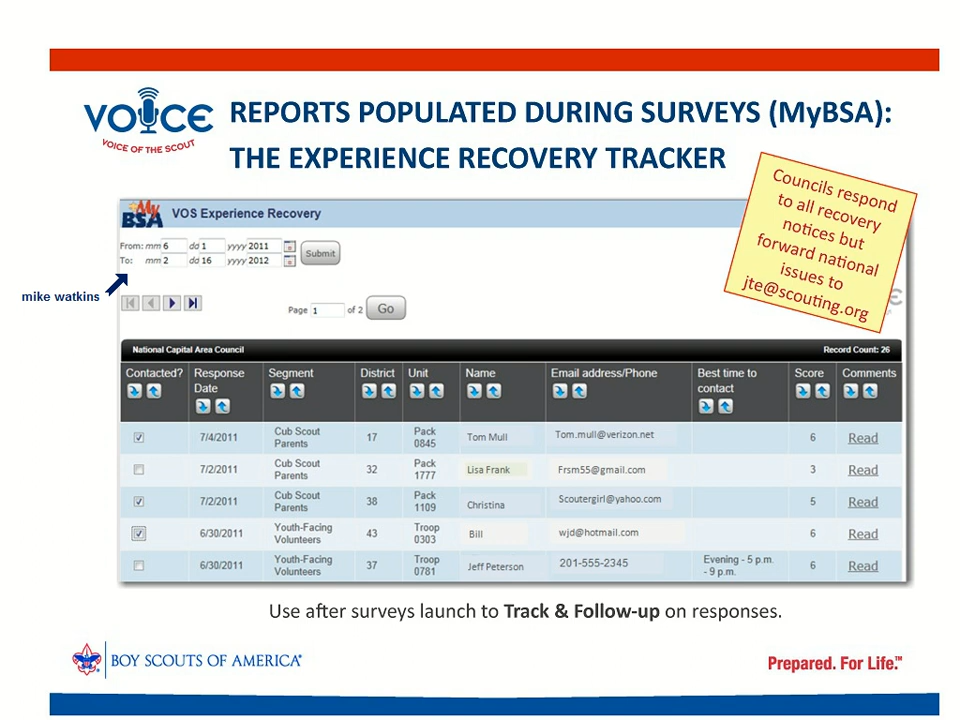 VOICE
VOICE OF THE SCOUT
REPORTS POPULATED DURING SURVEYS (MyBSA):
THE EXPERIENCE RECOVERY TRACKER
Councils respond
to all recovery
notices but
forward national
issues to
jte@scouting.org
My
BSA
VOS Experience Recovery
From: mm 6 dd 1 yyyy 2011
To: mm 2 dd 16 yyyy 2012
Submit
mike watkins
Page 1 of 2 Go
National Capital Area Council Record Count: 26
Contacted? Response Date Segment District Unit Name Email address/Phone Best time to contact Score Comments
7/4/2011 Cub Scout Parents 17 Pack 0845 Tom Mull Tom.mull@verizon.net 6 Read
7/2/2011 Cub Scout Parents 32 Pack 1777 Lisa Frank Frsm55@gmail.com 3 Read
7/2/2011 Cub Scout Parents 38 Pack 1109 Christina Scoutergirl@yahoo.com 5 Read
6/30/2011 Youth-Facing Volunteers 43 Troop 0303 Bill wjd@hotmail.com 6 Read
6/30/2011 Youth-Facing Volunteers 37 Troop 0781 Jeff Peterson 201-555-2345 Evening - 5 p.m. - 9 p.m. 6 Read
Use after surveys launch to Track & Follow-up on responses.
BOY SCOUTS OF AMERICA®
Prepared. For Life.™